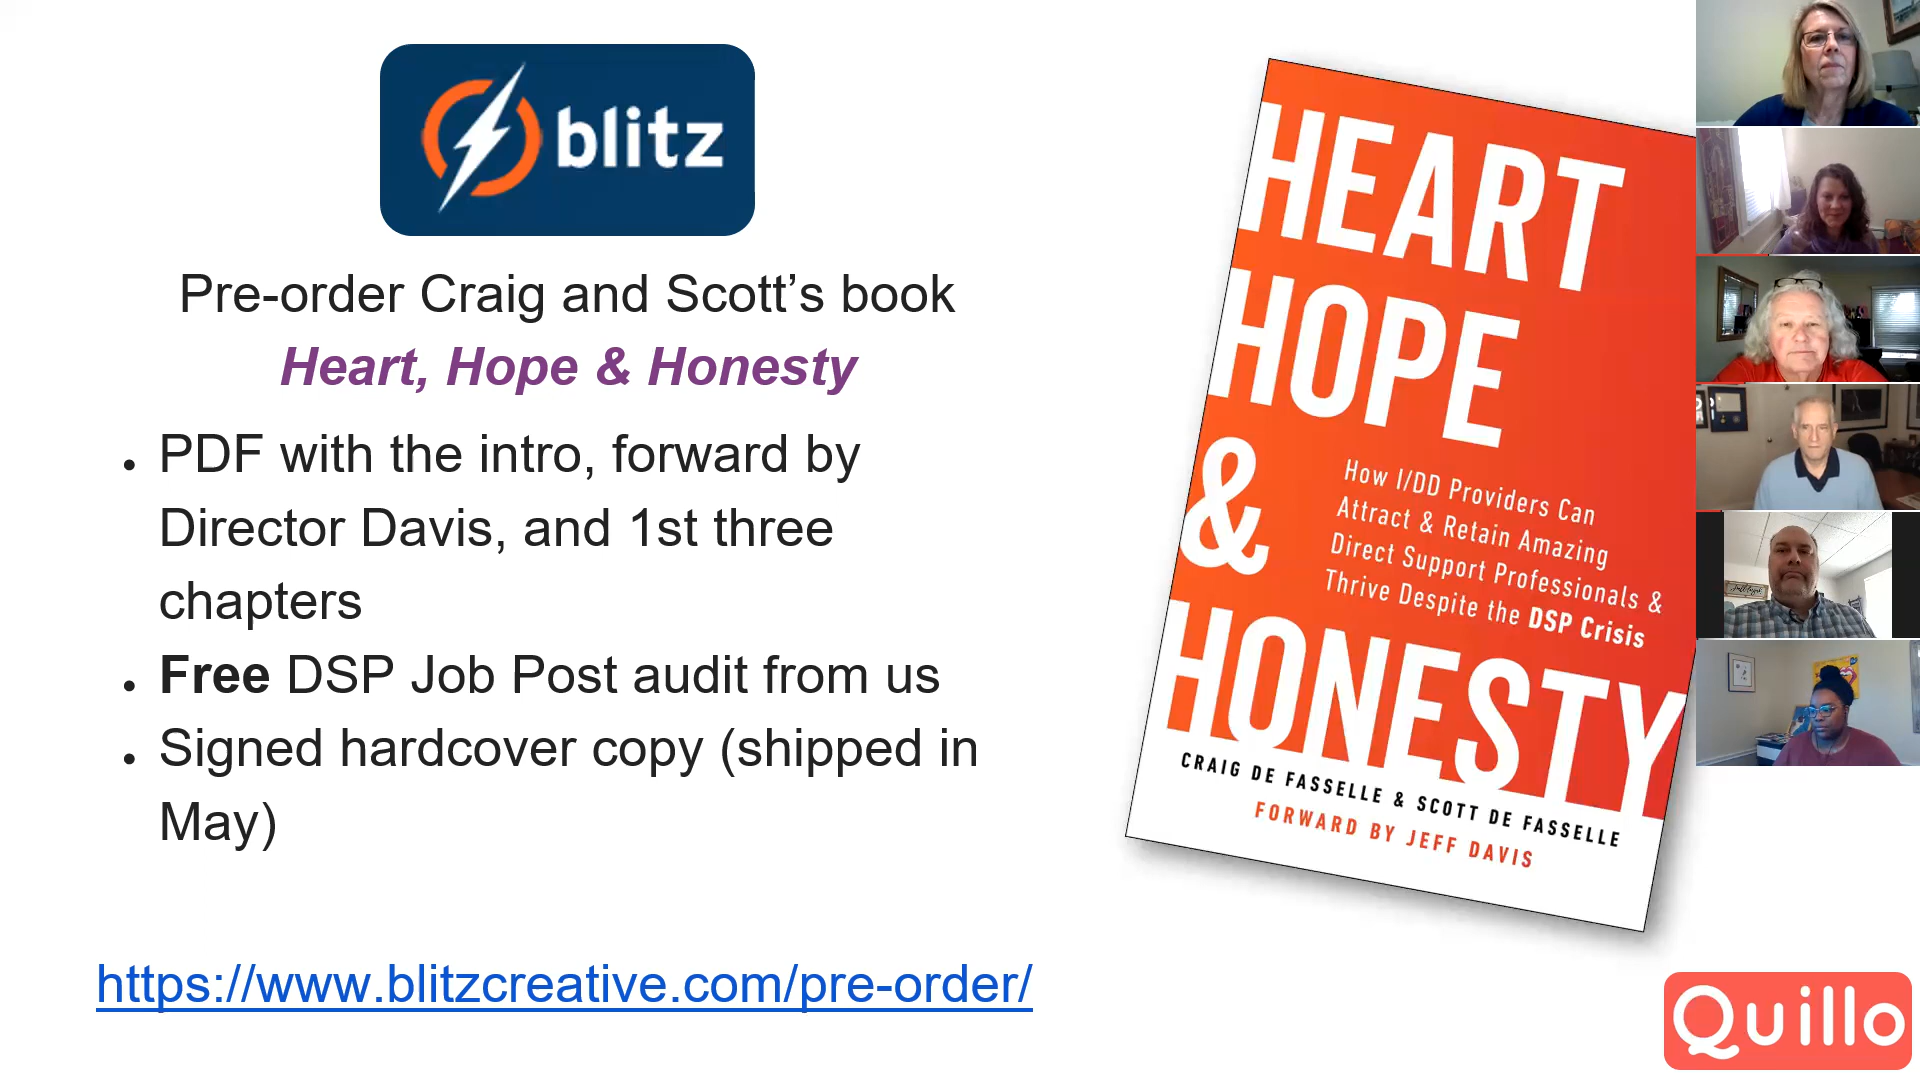 blitz
Pre-order Craig and Scott’s book
Heart, Hope & Honesty
• PDF with the intro, forward by
Director Davis, and 1st three
chapters
• Free DSP Job Post audit from us
• Signed hardcover copy (shipped in
May)
https://www.blitzcreative.com/pre-order/
HEART
HOPE
&
How I/DD Providers Can
Attract & Retain Amazing
Direct Support Professionals &
Thrive Despite the DSP Crisis
HONESTY
CRAIG DE FASSELLE & SCOTT DE FASSELLE
FORWARD BY JEFF DAVIS
Quillo